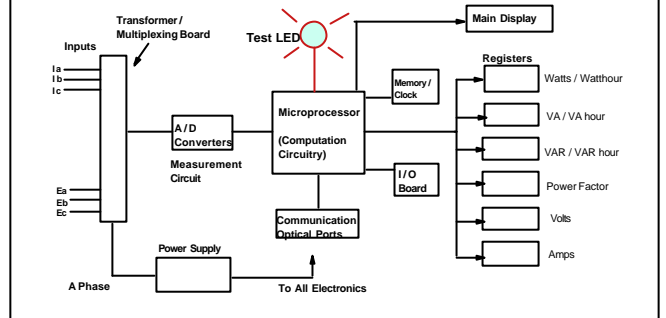 Transformer /
Multiplexing Board
Inputs
Ia
Ib
Ic
Ea
Eb
Ec
A Phase
A/D
Converters
Measurement
Circuit
Power Supply
To All Electronics
Test LED
Microprocessor
(Computation
Circuitry)
Communication
Optical Ports
Main Display
Memory /
Clock
I/O
Board
Registers
Watts / Watthour
VA / VA hour
VAR / VAR hour
Power Factor
Volts
Amps